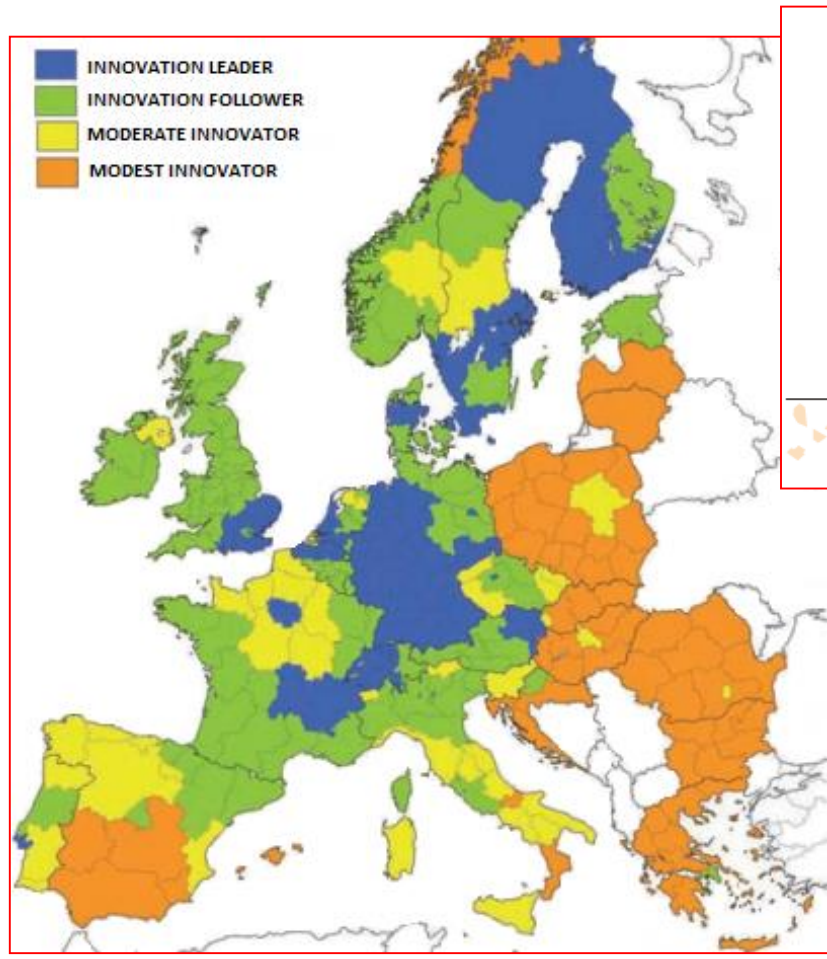 INNOVATION LEADER
INNOVATION FOLLOWER
MODERATE INNOVATOR
MODEST INNOVATOR